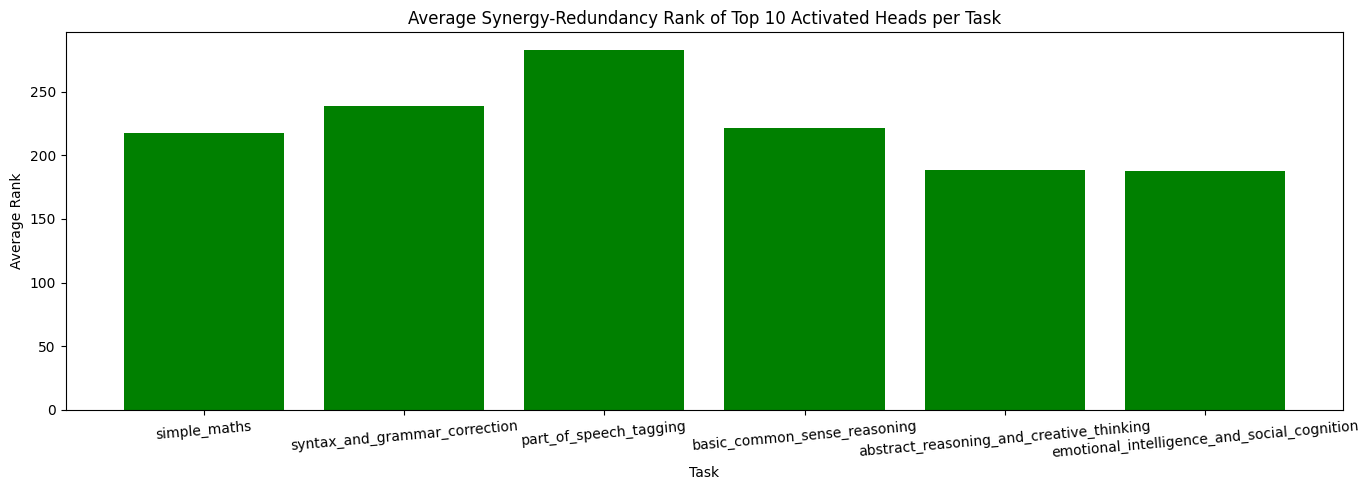 Average Synergy-Redundancy Rank of Top 10 Activated Heads per Task
Average Rank
250
200
150
100
50
0
simple_maths
syntax_and_grammar_correction
part_of_speech_tagging
basic_common_sense_reasoning
abstract_reasoning_and_creative_thinking
emotional_intelligence_and_social_cognition
Task